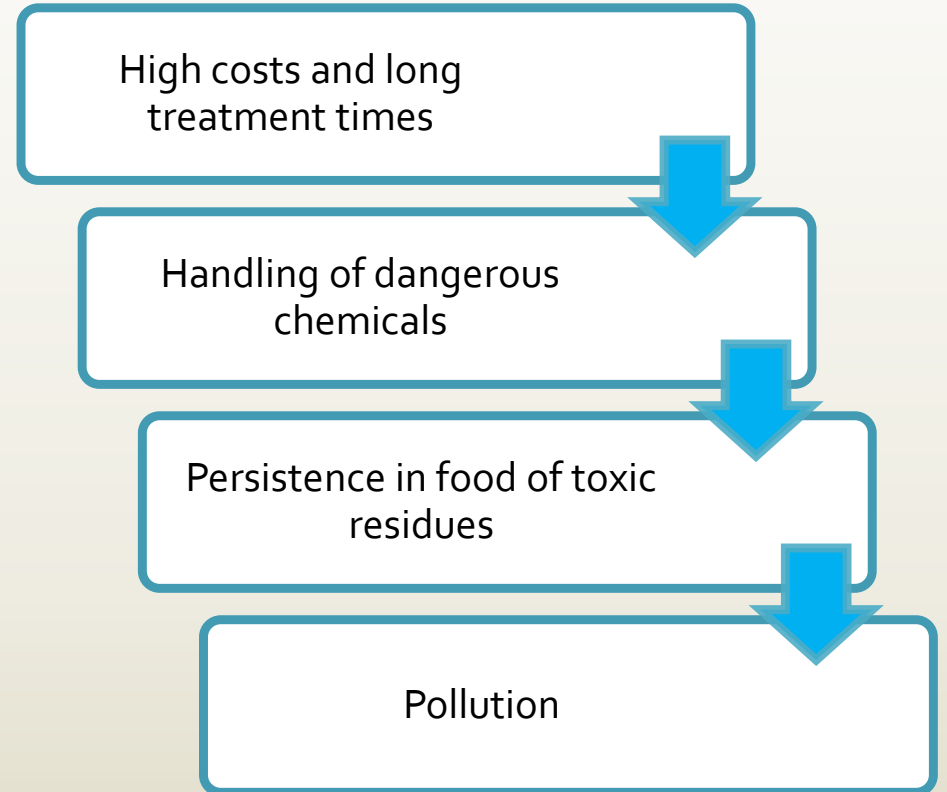 High costs and long
treatment times
Handling of dangerous
chemicals
Persistence in food of toxic
residues
Pollution